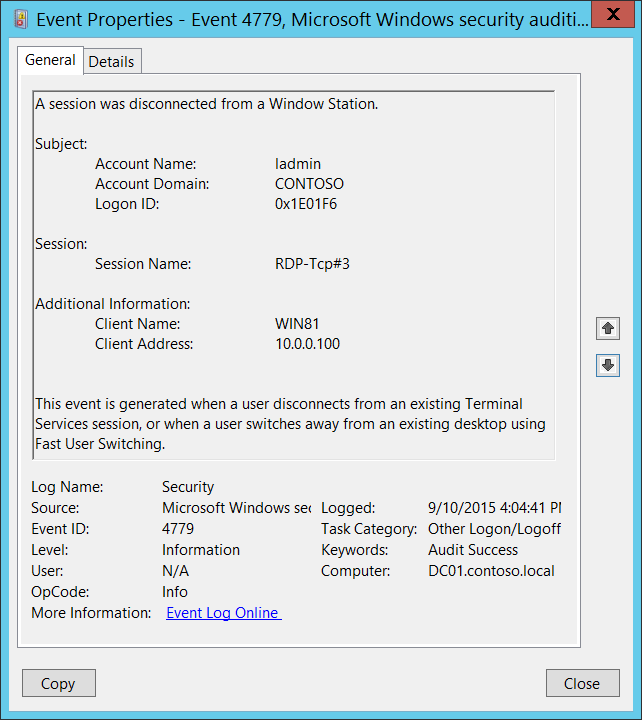 Event Properties - Event 4779, Microsoft Windows security auditi...
X
General Details
A session was disconnected from a Window Station.
Subject:
Account Name: ladmin
Account Domain: CONTOSO
Logon ID: 0x1E01F6
Session:
Session Name: RDP-Tcp#3
Additional Information:
Client Name: WIN81
Client Address: 10.0.0.100
This event is generated when a user disconnects from an existing Terminal
Services session, or when a user switches away from an existing desktop using
Fast User Switching.
Log Name: Security
Source: Microsoft Windows sec Logged: 9/10/2015 4:04:41 PM
Event ID: 4779 Task Category: Other Logon/Logoff
Level: Information Keywords: Audit Success
User: N/A Computer: DC01.contoso.local
OpCode: Info
More Information: Event Log Online
Copy Close